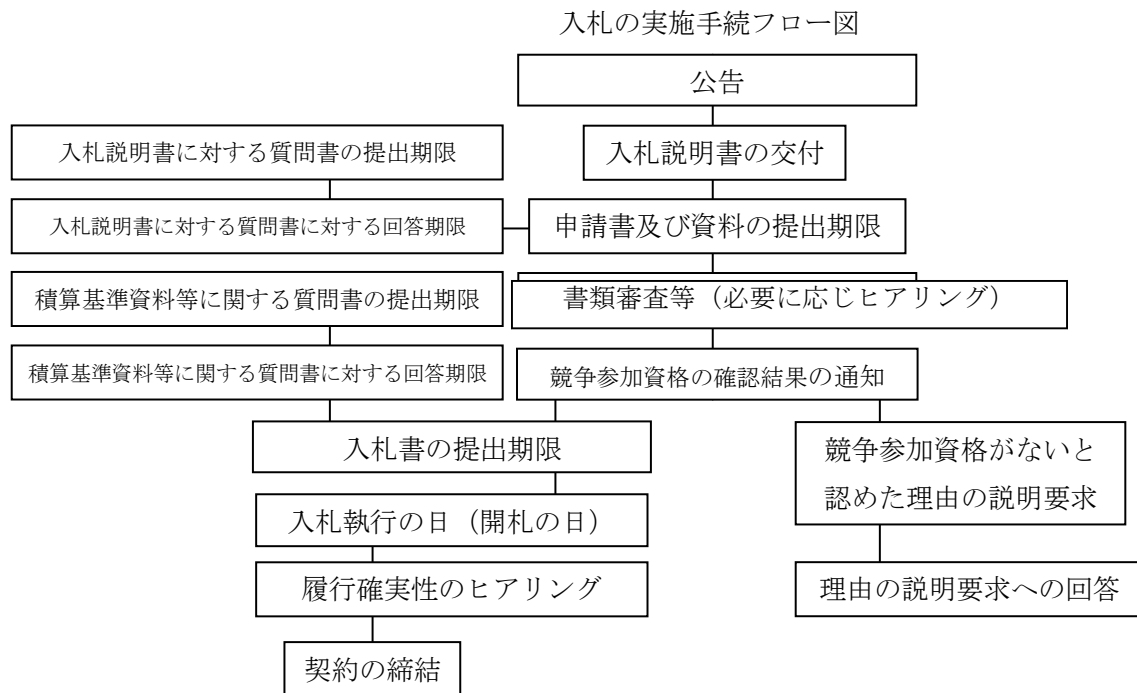 入札の実施手続フロー図
公告
入札説明書に対する質問書の提出期限
入札説明書の交付
入札説明書に対する質問書に対する回答期限
申請書及び資料の提出期限
積算基準資料等に関する質問書の提出期限
書類審査等（必要に応じヒアリング）
積算基準資料等に関する質問書に対する回答期限
競争参加資格の確認結果の通知
入札書の提出期限
競争参加資格がないと
認めた理由の説明要求
入札執行の日（開札の日）
履行確実性のヒアリング
理由の説明要求への回答
契約の締結